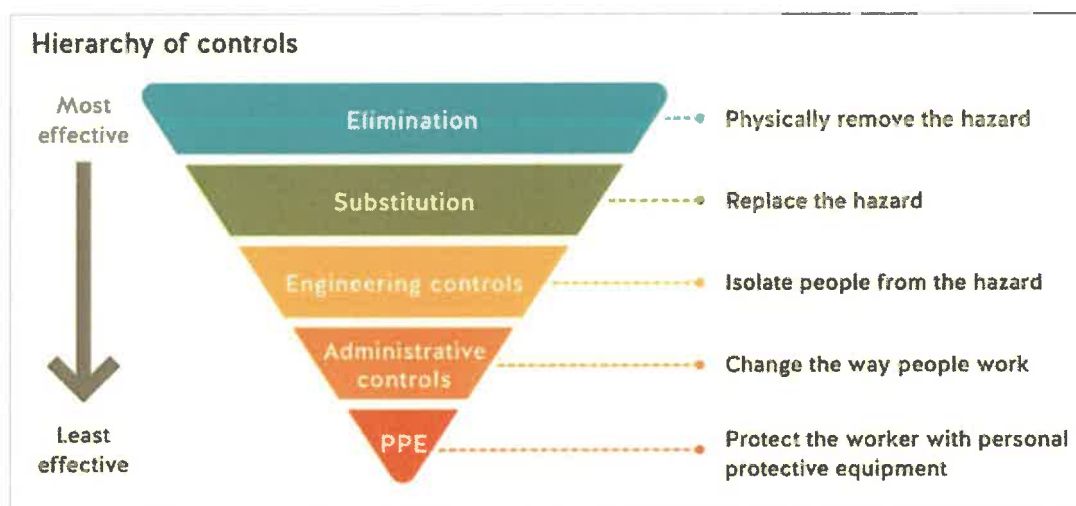 Hierarchy of controls
Most
effective
Elimination
Physically remove the hazard
Substitution
Replace the hazard
Engineering controls
Isolate people from the hazard
Administrative
controls
Change the way people work
Least
effective
PPE
Protect the worker with personal
protective equipment